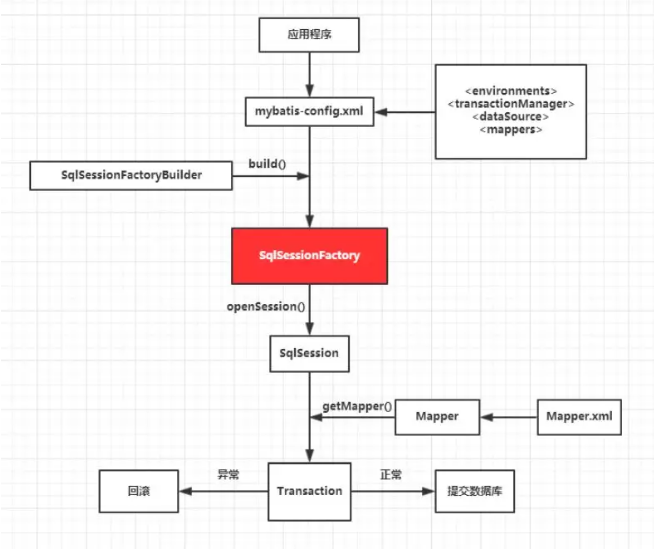 应用程序
mybatis-config.xml
<environments>
<transactionManager>
<dataSource>
<mappers>
build()
SqlSessionFactoryBuilder
SqlSessionFactory
openSession()
SqlSession
getMapper()
Mapper
Mapper.xml
异常
正常
回滚
Transaction
提交数据库